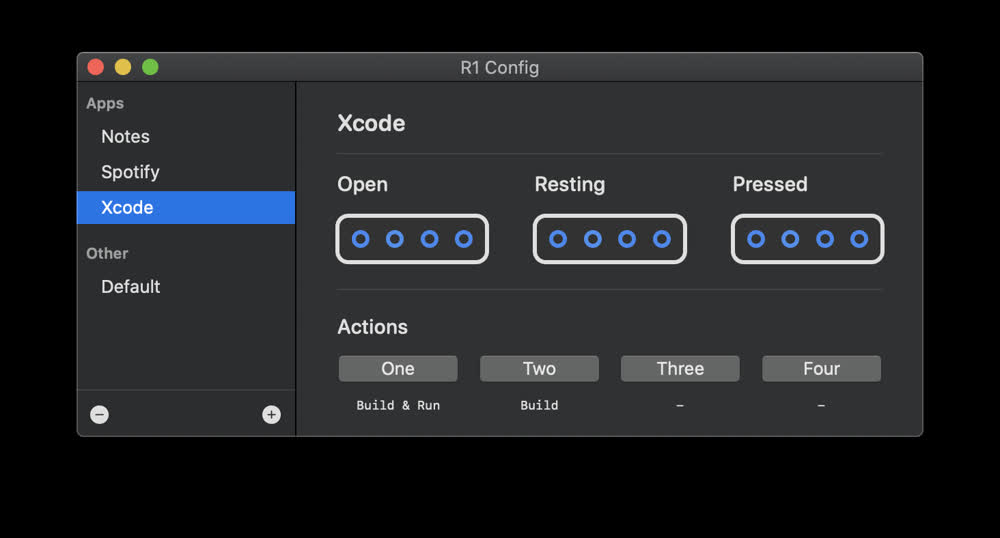 R1 Config
Apps
Notes
Spotify
Xcode
Other
Default
Xcode
Open Resting Pressed
Actions
One Two Three Four
Build & Run Build – –